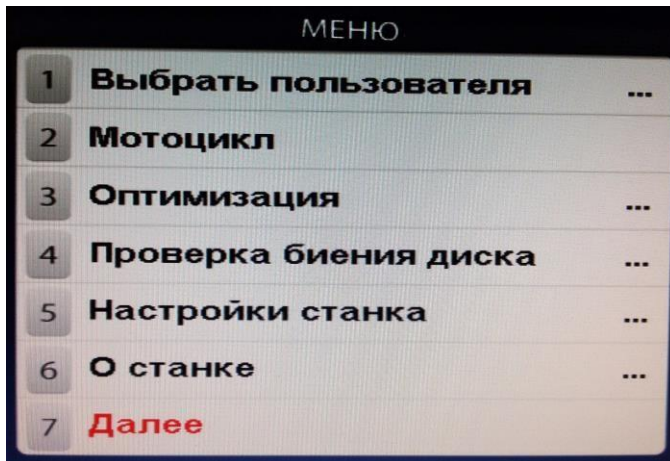 МЕНЮ
1 Выбрать пользователя ...
2 Мотоцикл
3 Оптимизация ...
4 Проверка биения диска ...
5 Настройки станка ...
6 О станке ...
7 Далее